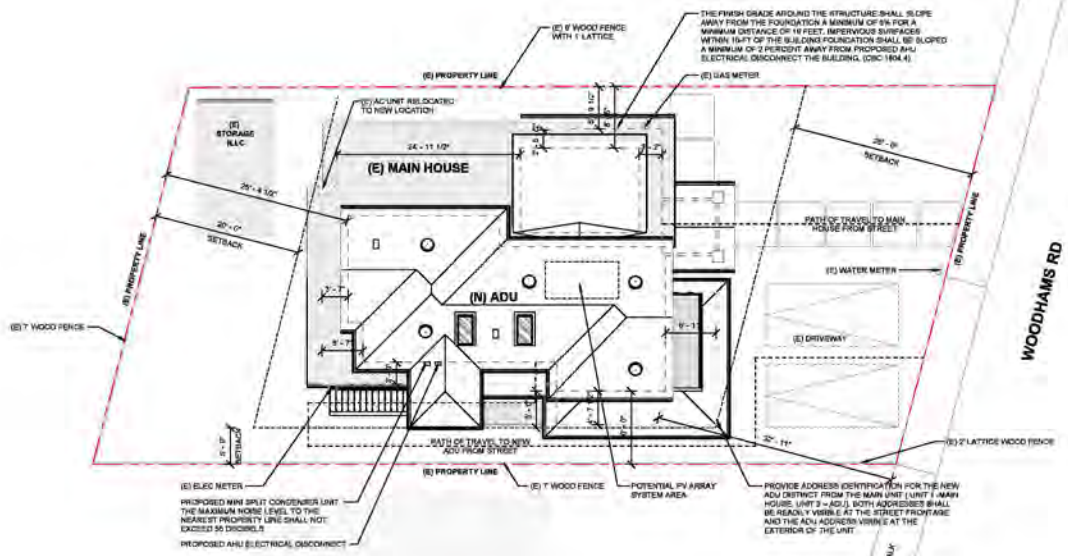 THE FINISH GRADE AROUND THE STRUCTURE SHALL SLOPE
AWAY FROM THE FOUNDATION A MINIMUM OF 5% FOR A
MINIMUM DISTANCE OF 10 FEET. IMPERVIOUS SURFACES
WITHIN 10-FT OF THE BUILDING FOUNDATION SHALL BE SLOPED
A MINIMUM OF 2 PERCENT AWAY FROM PROPOSED AHU
ELECTRICAL DISCONNECT THE BUILDING. (CBC 1804.4)
(E) 6' WOOD FENCE
WITH 1' LATTICE
(E) PROPERTY LINE
(E) GAS METER
(E) AC UNIT RELOCATED
TO NEW LOCATION
(E)
STORAGE
24' - 11 1/2"
(E) MAIN HOUSE
25' - 4 1/2"
20' - 0"
SETBACK
SETBACK
(E) PROPERTY LINE
(E) PROPERTY LINE
PATH OF TRAVEL TO MAIN
HOUSE FROM STREET
(E) WATER METER
WOODHAMS RD
(N) ADU
(E) 7' WOOD FENCE
(E) DRIVEWAY
5' - 0"
SETBACK
PATH OF TRAVEL TO NEW
ADU FROM STREET
(E) 2' LATTICE WOOD FENCE
(E) PROPERTY LINE
(E) ELEC METER
(E) 7' WOOD FENCE
POTENTIAL PV ARRAY
SYSTEM AREA
PROPOSED MINI SPLIT CONDENSER UNIT
THE MAXIMUM NOISE LEVEL TO THE
NEAREST PROPERTY LINE SHALL NOT
EXCEED 55 DECIBELS
PROPOSED AHU ELECTRICAL DISCONNECT
PROVIDE ADDRESS IDENTIFICATION FOR THE NEW
ADU DISTINCT FROM THE MAIN UNIT ( UNIT 1 -MAIN
HOUSE, UNIT 2 - ADU). BOTH ADDRESSES SHALL
BE READILY VISIBLE AT THE STREET FRONTAGE
AND THE ADU ADDRESS VISIBLE AT THE
EXTERIOR OF THE UNIT